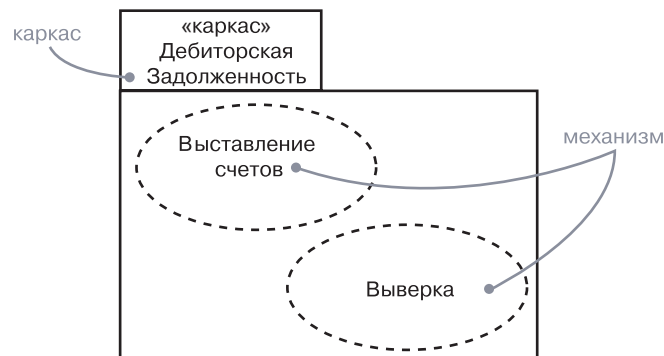 каркас
«каркас»
Дебиторская
Задолженность
механизм
Выставление
счетов
Выверка